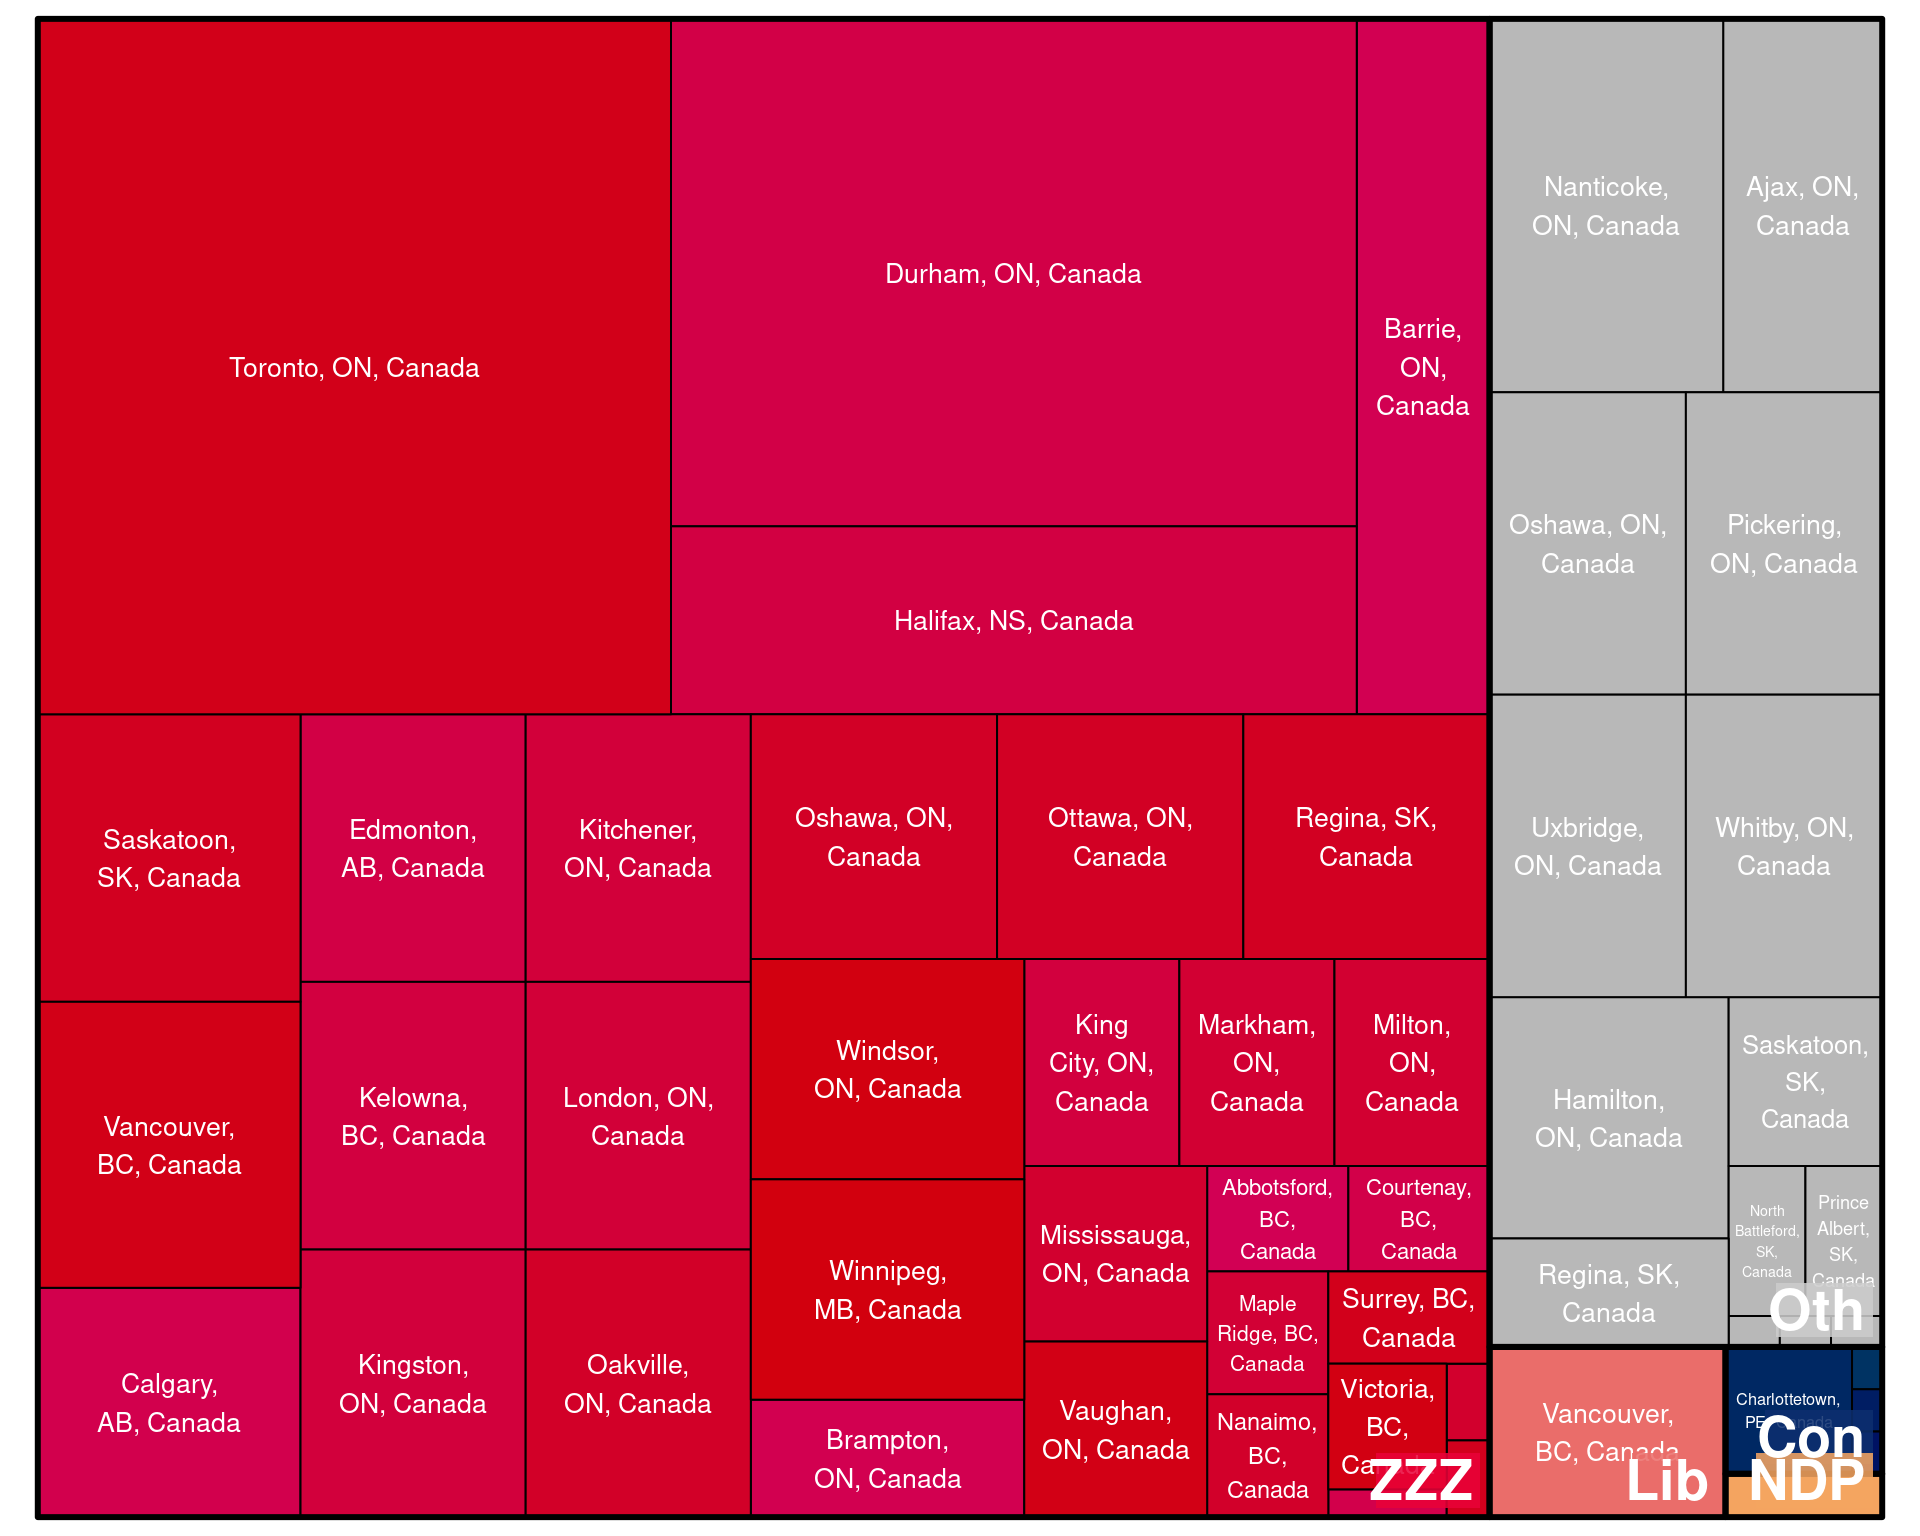 Toronto, ON, Canada
Durham, ON, Canada
Barrie,
ON,
Canada
Halifax, NS, Canada
Saskatoon,
SK, Canada
Edmonton,
AB, Canada
Kitchener,
ON, Canada
Oshawa, ON,
Canada
Ottawa, ON,
Canada
Regina, SK,
Canada
Vancouver,
BC, Canada
Kelowna,
BC, Canada
London, ON,
Canada
Windsor,
ON, Canada
King
City, ON,
Canada
Markham,
ON,
Canada
Milton,
ON,
Canada
Calgary,
AB, Canada
Kingston,
ON, Canada
Oakville,
ON, Canada
Winnipeg,
MB, Canada
Brampton,
ON, Canada
Mississauga,
ON, Canada
Vaughan,
ON, Canada
Abbotsford,
BC,
Canada
Courtenay,
BC,
Canada
Maple
Ridge, BC,
Canada
Surrey, BC,
Canada
Nanaimo,
BC,
Canada
Victoria,
BC,
Canada
ZZZ
Nanticoke,
ON, Canada
Ajax, ON,
Canada
Oshawa, ON,
Canada
Pickering,
ON, Canada
Uxbridge,
ON, Canada
Whitby, ON,
Canada
Hamilton,
ON, Canada
Saskatoon,
SK,
Canada
Regina, SK,
Canada
North
Battleford,
SK,
Canada
Prince
Albert,
SK,
Canada
Oth
Vancouver,
BC, Canada
Lib
Charlottetown,
PE, Canada
Con
NDP